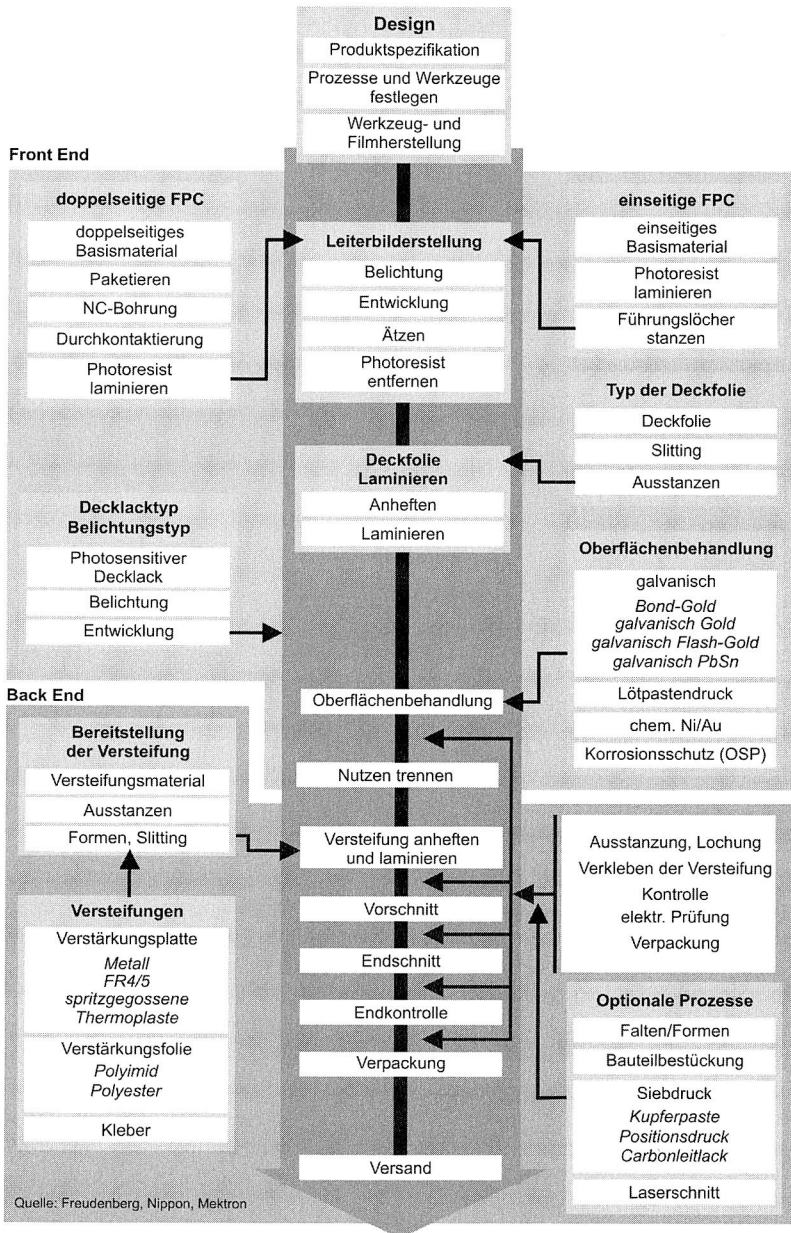 Design
Produktspezifikation
Prozesse und Werkzeuge
festlegen
Werkzeug- und
Filmherstellung
Front End
doppelseitige FPC
doppelseitiges
Basismaterial
Paketieren
NC-Bohrung
Durchkontaktierung
Photoresist
laminieren
Leiterbilderstellung
Belichtung
Entwicklung
Ätzen
Photoresist
entfernen
einseitige FPC
einseitiges
Basismaterial
Photoresist
laminieren
Führungslöcher
stanzen
Typ der Deckfolie
Deckfolie
Slitting
Ausstanzen
Deckfolie
Laminieren
Anheften
Laminieren
Decklacktyp
Belichtungstyp
Photosensitiver
Decklack
Belichtung
Entwicklung
Oberflächenbehandlung
galvanisch
Bond-Gold
galvanisch Gold
galvanisch Flash-Gold
galvanisch PbSn
Lötpastendruck
chem. Ni/Au
Korrosionsschutz (OSP)
Back End
Bereitstellung
der Versteifung
Versteifungsmaterial
Ausstanzen
Formen, Slitting
Versteifungen
Verstärkungsplatte
Metall
FR4/5
spritzgegossene
Thermoplaste
Verstärkungsfolie
Polyimid
Polyester
Kleber
Oberflächenbehandlung
Nutzen trennen
Versteifung anheften
und laminieren
Vorschnitt
Endschnitt
Endkontrolle
Verpackung
Versand
Ausstanzung, Lochung
Verkleben der Versteifung
Kontrolle
elektr. Prüfung
Verpackung
Optionale Prozesse
Falten/Formen
Bauteilbestückung
Siebdruck
Kupferpaste
Positionsdruck
Carbonleitlack
Laserschnitt
Quelle: Freudenberg, Nippon, Mektron